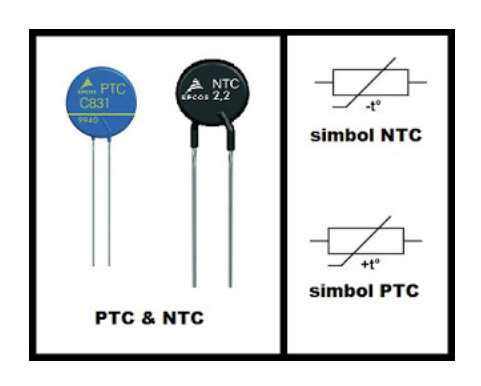 EPCOS PTC
C831
9940
NTC
EPCOS 2,2
PTC & NTC
-t°
simbol NTC
+t°
simbol PTC